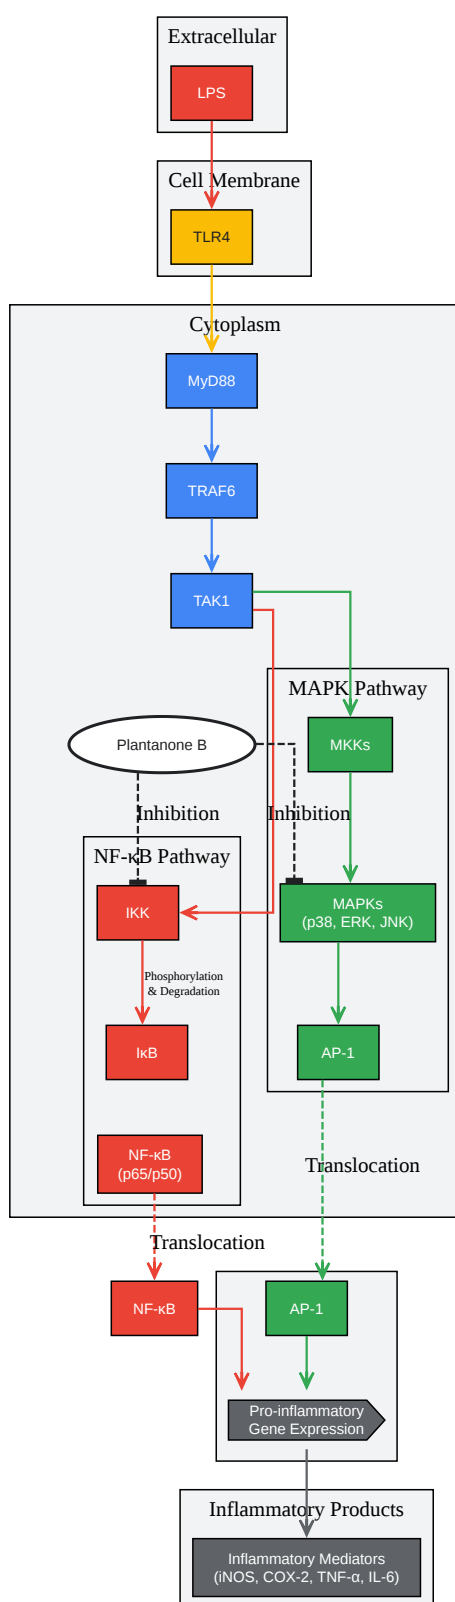 Extracellular
LPS
Cell Membrane
TLR4
Cytoplasm
MyD88
TRAF6
TAK1
MAPK Pathway
Plantanone B
MKKs
Inhibition
Inhibition
NF-κB Pathway
IKK
MAPKs
(p38, ERK, JNK)
Phosphorylation
& Degradation
IκB
AP-1
NF-κB
(p65/p50)
Translocation
Translocation
NF-κB
AP-1
Pro-inflammatory
Gene Expression
Inflammatory Products
Inflammatory Mediators
(iNOS, COX-2, TNF-α, IL-6)